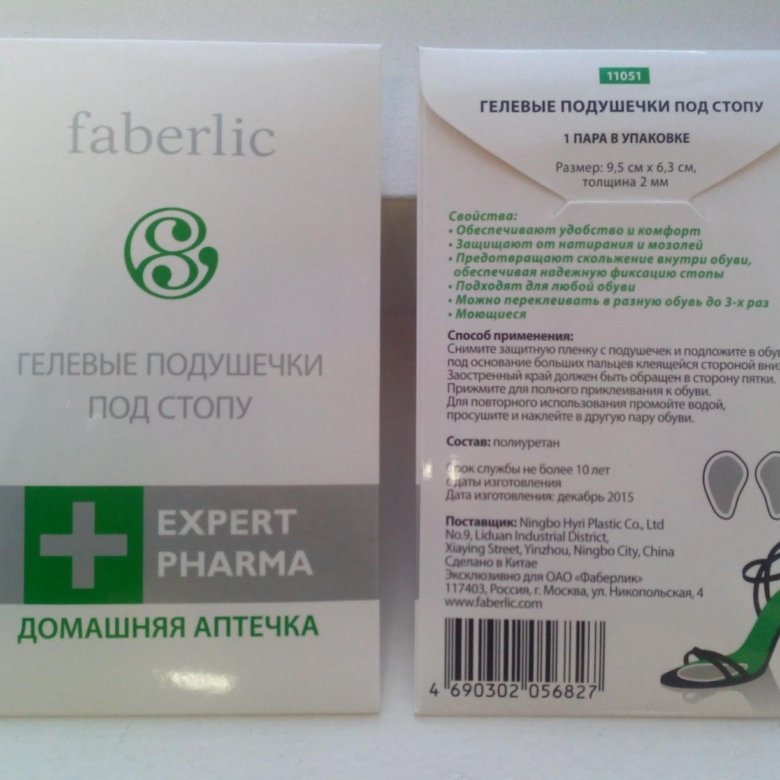 faberlic
ГЕЛЕВЫЕ ПОДУШЕЧКИ
ПОД СТОПУ
EXPERT
PHARMA
ДОМАШНЯЯ АПТЕЧКА
11051
ГЕЛЕВЫЕ ПОДУШЕЧКИ ПОД СТОПУ
1 ПАРА В УПАКОВКЕ
Размер: 9,5 см х 6,3 см,
толщина 2 мм
Свойства:
• Обеспечивают удобство и комфорт
• Защищают от натирания и мозолей
• Предотвращают скольжение внутри обуви,
обеспечивая надежную фиксацию стопы
• Подходят для любой обуви
• Можно переклеивать в разную обувь до 3-х раз
• Моющиеся
Способ применения:
Снимите защитную пленку с подушечек и подложите в обу
под основание больших пальцев клеящейся стороной вни
Заостренный край должен быть обращен в сторону пятки.
Прижмите для полного приклеивания к обуви.
Для повторного использования промойте водой,
просушите и наклейте в другую пару обуви.
Состав: полиуретан
Срок службы не более 10 лет
с даты изготовления
Дата изготовления: декабрь 2015
Поставщик: Ningbo Hyri Plastic Co., Ltd
No.9, Liduan Industrial District,
Xiaying Street, Yinzhou, Ningbo City, China
Сделано в Китае
Эксклюзивно для ОАО «Фаберлик»
117403, Россия, г. Москва, ул. Никопольская, 4
www.faberlic.com
4 690302 056827